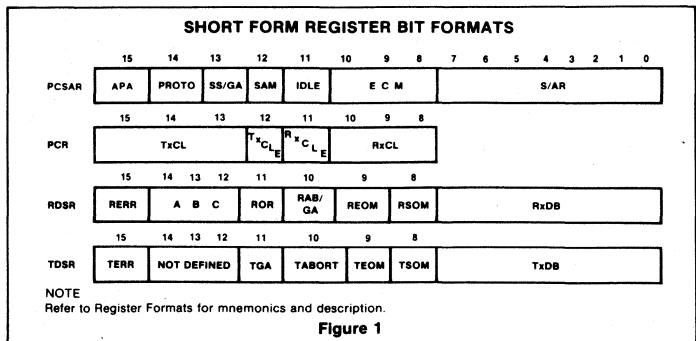 SHORT FORM REGISTER BIT FORMATS
15 14 13 12 11 10 9 8 7 6 5 4 3 2 1 0
PCSAR APA PROTO SS/GA SAM IDLE E C M S/AR
15 14 13 12 11 10 9 8
PCR TxCL TxCLE RxCLE RxCL
15 14 13 12 11 10 9 8
RDSR RERR A B C ROR RAB/GA REOM RSOM RxDB
15 14 13 12 11 10 9 8
TDSR TERR NOT DEFINED TGA TABORT TEOM TSOM TxDB
NOTE
Refer to Register Formats for mnemonics and description.
Figure 1